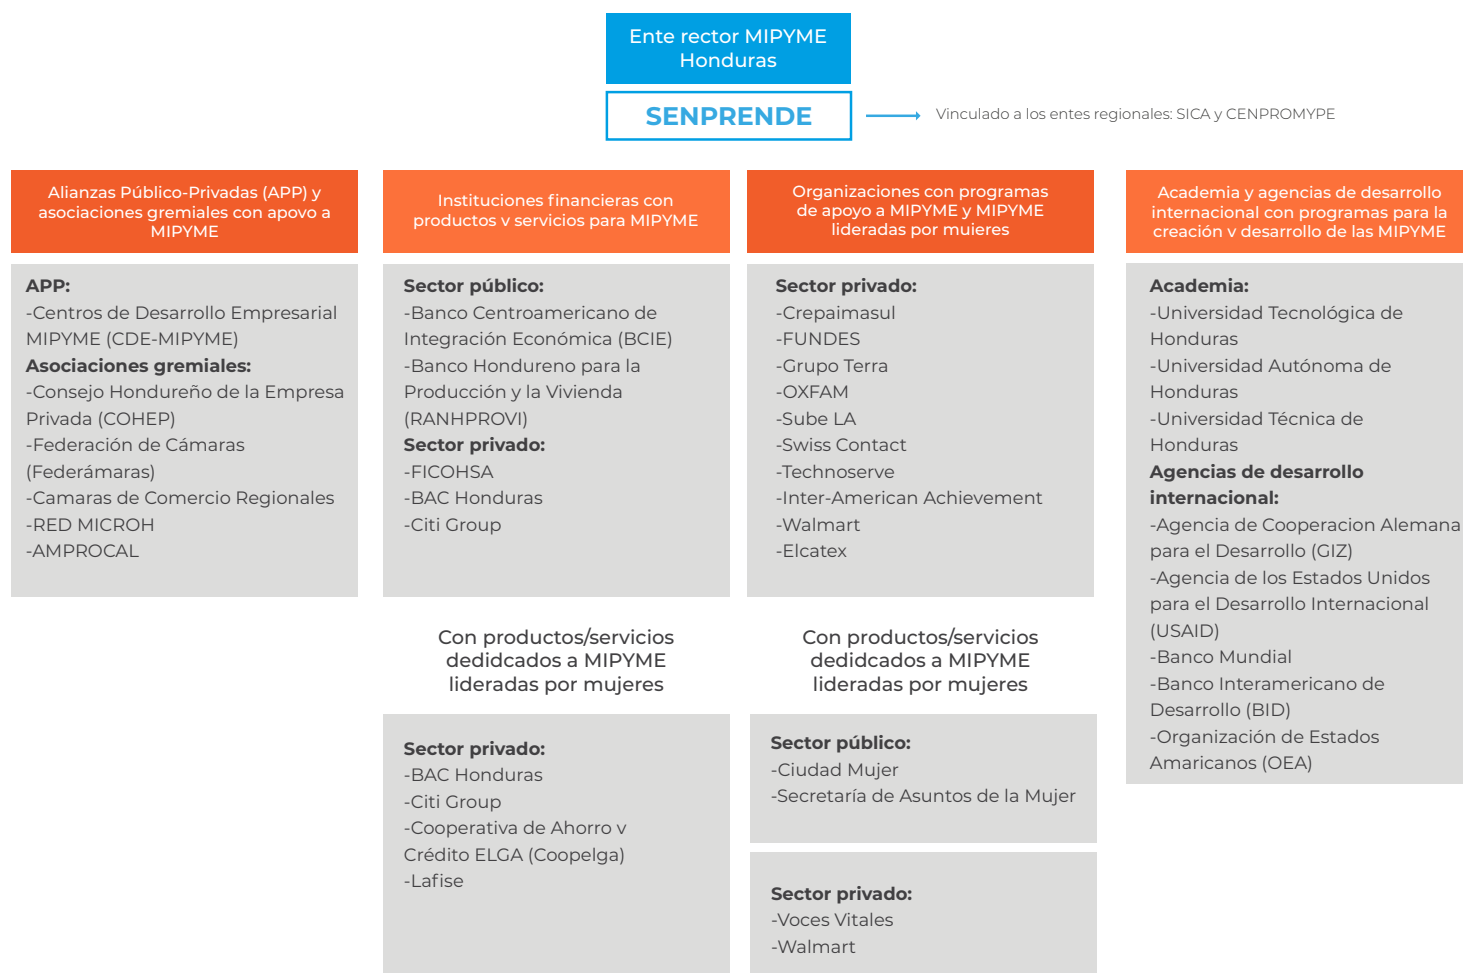 Ente rector MIPYME
Honduras
SENPRENDE
Vinculado a los entes regionales: SICA y CENPROMYPE
Alianzas Público-Privadas (APP) y
asociaciones gremiales con apovo a
MIPYME
APP:
-Centros de Desarrollo Empresarial
MIPYME (CDE-MIPYME)
Asociaciones gremiales:
-Consejo Hondureño de la Empresa
Privada (COHEP)
-Federación de Cámaras
(Federámaras)
-Camaras de Comercio Regionales
-RED MICROH
-AMPROCAL
Instituciones financieras con
productos v servicios para MIPYME
Sector público:
-Banco Centroamericano de
Integración Económica (BCIE)
-Banco Hondureno para la
Producción y la Vivienda
(RANHPROVI)
Sector privado:
-FICOHSA
-BAC Honduras
-Citi Group
Con productos/servicios
dedidcados a MIPYME
lideradas por mujeres
Sector privado:
-BAC Honduras
-Citi Group
-Cooperativa de Ahorro v
Crédito ELGA (Coopelga)
-Lafise
Organizaciones con programas
de apoyo a MIPYME y MIPYME
lideradas por muieres
Sector privado:
-Crepaimasul
-FUNDES
-Grupo Terra
-OXFAM
-Sube LA
-Swiss Contact
-Technoserve
-Inter-American Achievement
-Walmart
-Elcatex
Con productos/servicios
dedidcados a MIPYME
lideradas por mujeres
Sector público:
-Ciudad Mujer
-Secretaría de Asuntos de la Mujer
Sector privado:
-Voces Vitales
-Walmart
Academia y agencias de desarrollo
internacional con programas para la
creación v desarrollo de las MIPYME
Academia:
-Universidad Tecnológica de
Honduras
-Universidad Autónoma de
Honduras
-Universidad Técnica de
Honduras
Agencias de desarrollo
internacional:
-Agencia de Cooperacion Alemana
para el Desarrollo (GIZ)
-Agencia de los Estados Unidos
para el Desarrollo Internacional
(USAID)
-Banco Mundial
-Banco Interamericano de
Desarrollo (BID)
-Organización de Estados
Amaricanos (OEA)